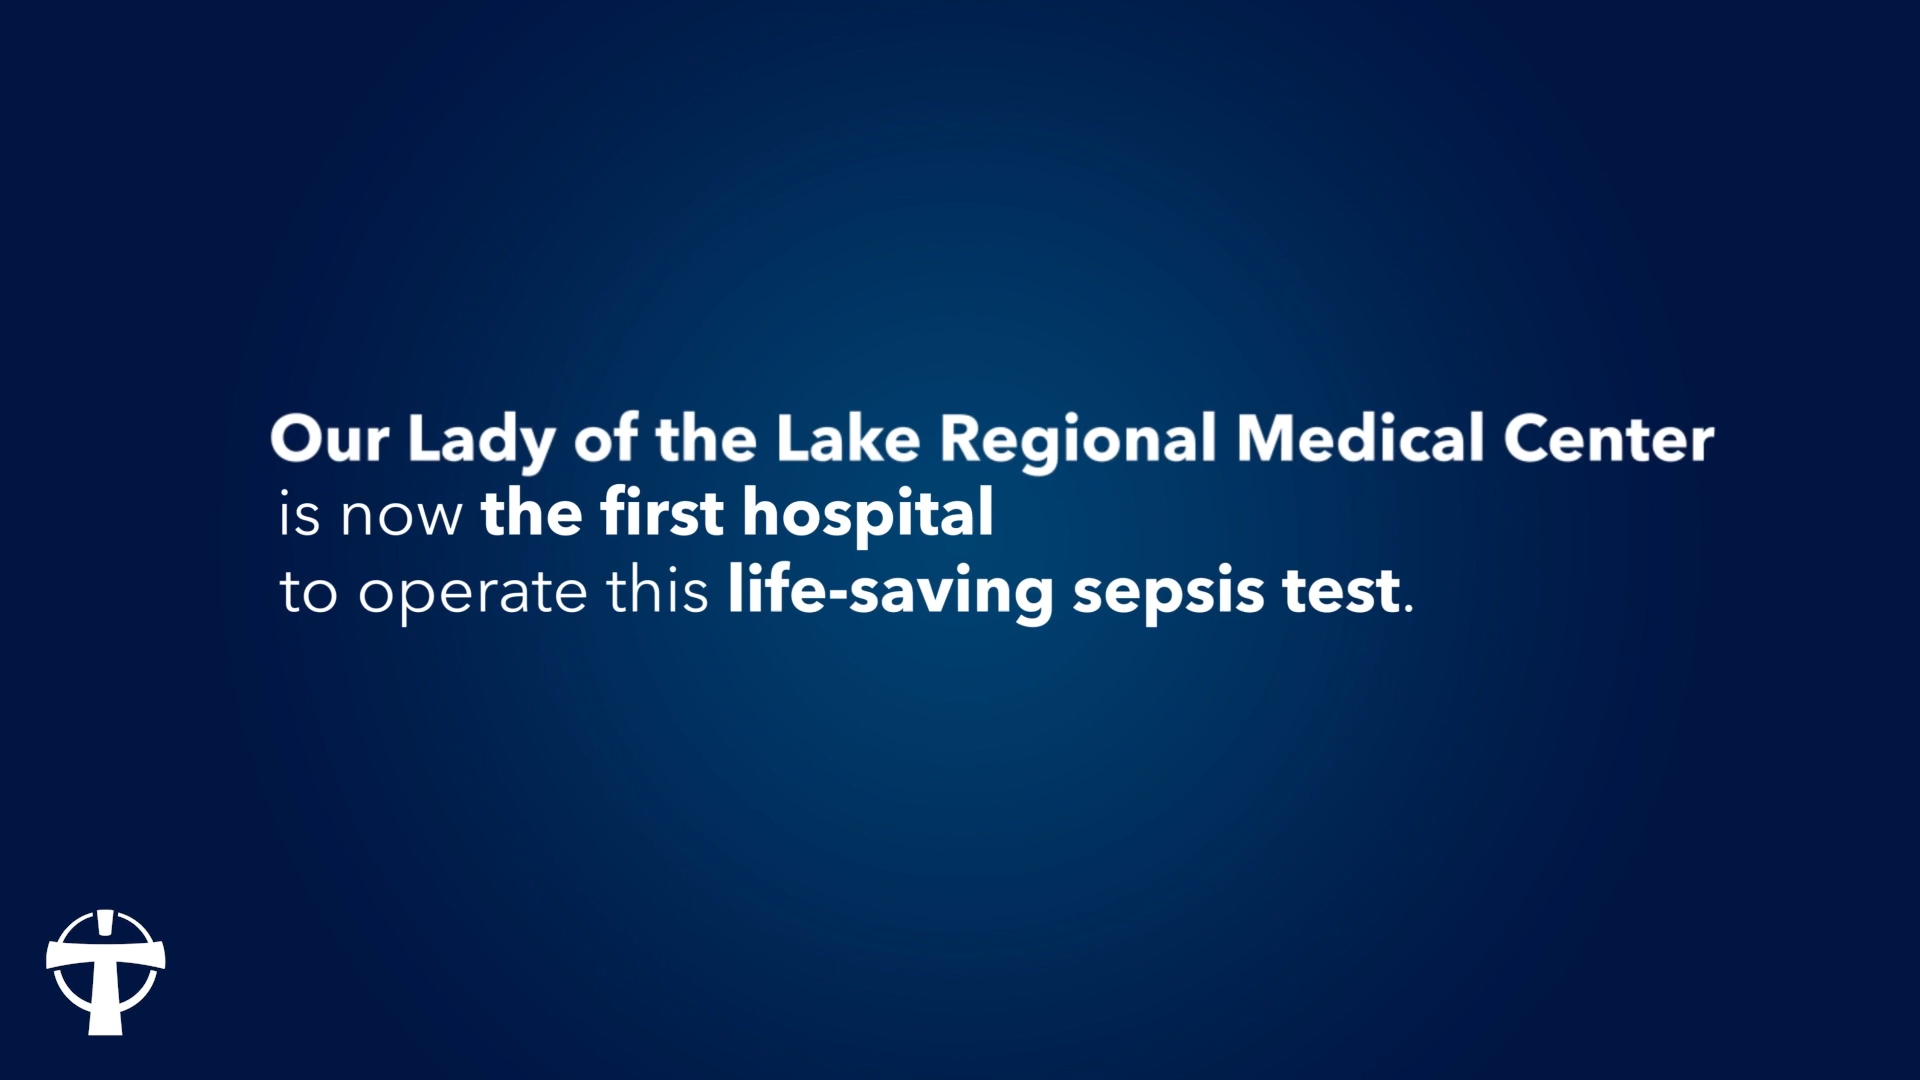 Our Lady of the Lake Regional Medical Center
is now the first hospital
to operate this life-saving sepsis test.